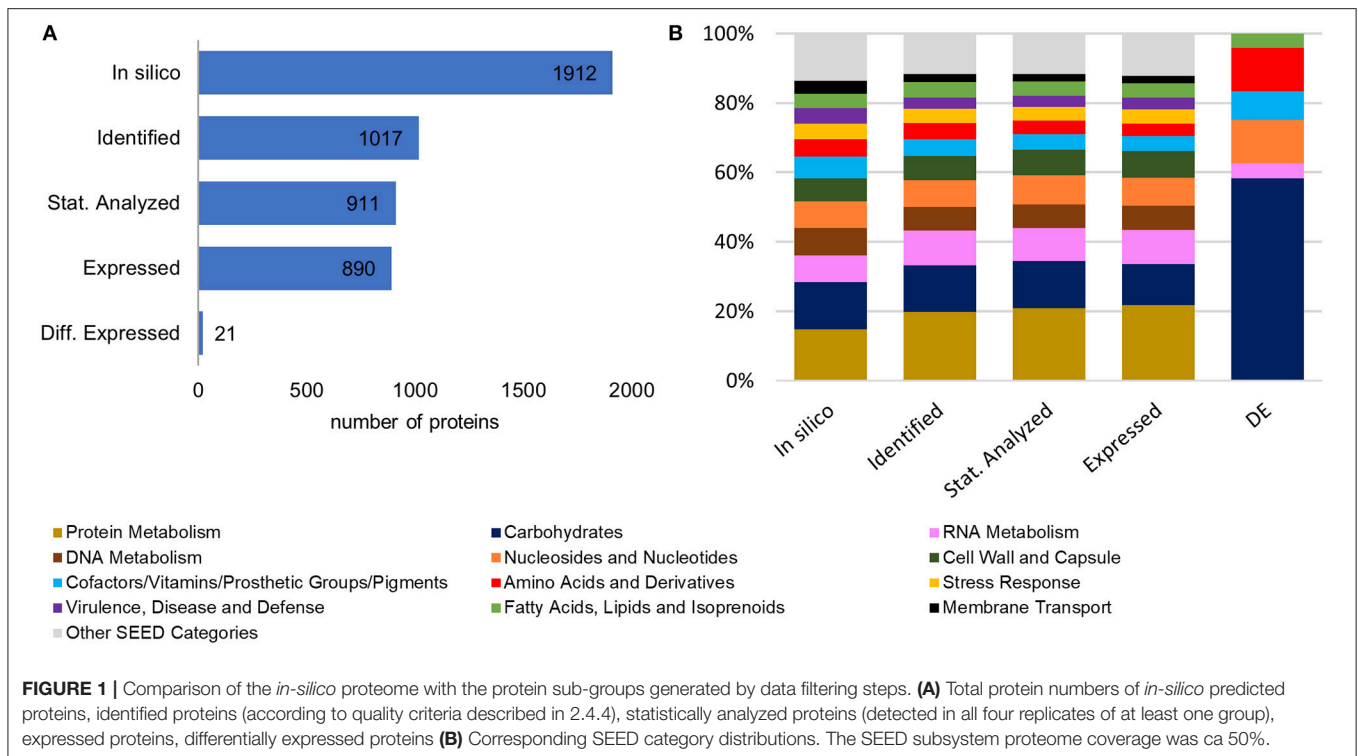 A
In silico 1912
Identified 1017
Stat. Analyzed 911
Expressed 890
Diff. Expressed 21
0 500 1000 1500 2000
number of proteins
B
100%
80%
60%
40%
20%
0%
In silico
Identified
Stat. Analyzed
Expressed
DE
Protein Metabolism Carbohydrates RNA Metabolism
DNA Metabolism Nucleosides and Nucleotides Cell Wall and Capsule
Cofactors/Vitamins/Prosthetic Groups/Pigments Amino Acids and Derivatives Stress Response
Virulence, Disease and Defense Fatty Acids, Lipids and Isoprenoids Membrane Transport
Other SEED Categories
FIGURE 1 | Comparison of the in-silico proteome with the protein sub-groups generated by data filtering steps. (A) Total protein numbers of in-silico predicted
proteins, identified proteins (according to quality criteria described in 2.4.4), statistically analyzed proteins (detected in all four replicates of at least one group),
expressed proteins, differentially expressed proteins (B) Corresponding SEED category distributions. The SEED subsystem proteome coverage was ca 50%.